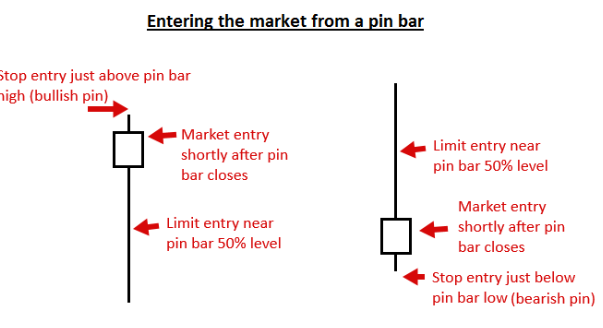 Entering the market from a pin bar
Stop entry just above pin bar
high (bullish pin)
Market entry
shortly after pin
bar closes
Limit entry near
pin bar 50% level
Limit entry near
pin bar 50% level
Market entry
shortly after pin
bar closes
Stop entry just below
pin bar low (bearish pin)